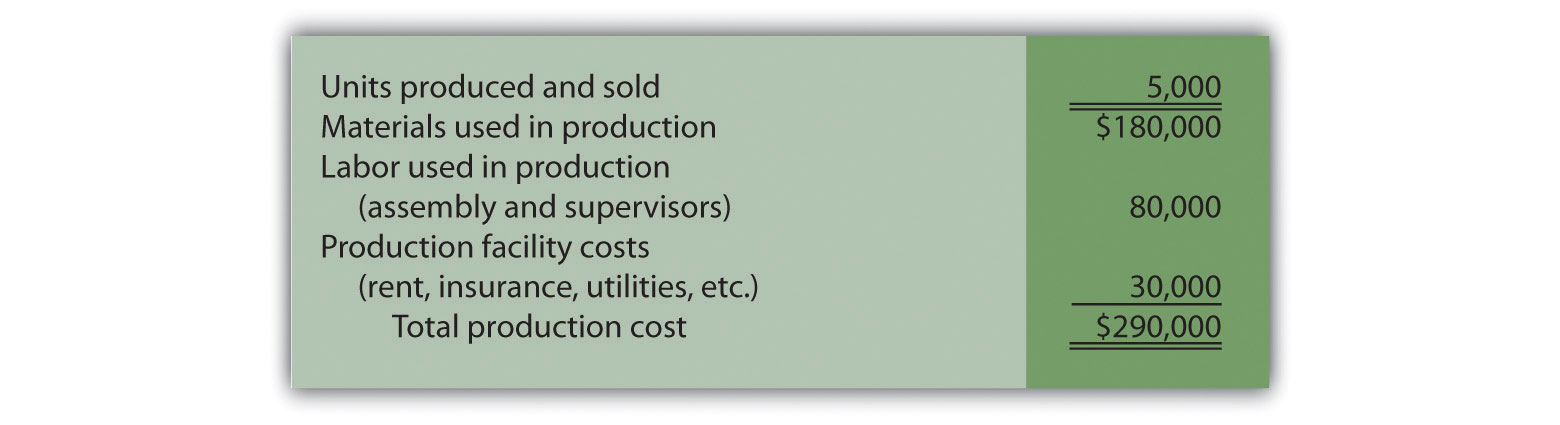 Units produced and sold 5,000
Materials used in production $180,000
Labor used in production
(assembly and supervisors) 80,000
Production facility costs
(rent, insurance, utilities, etc.) 30,000
Total production cost $290,000